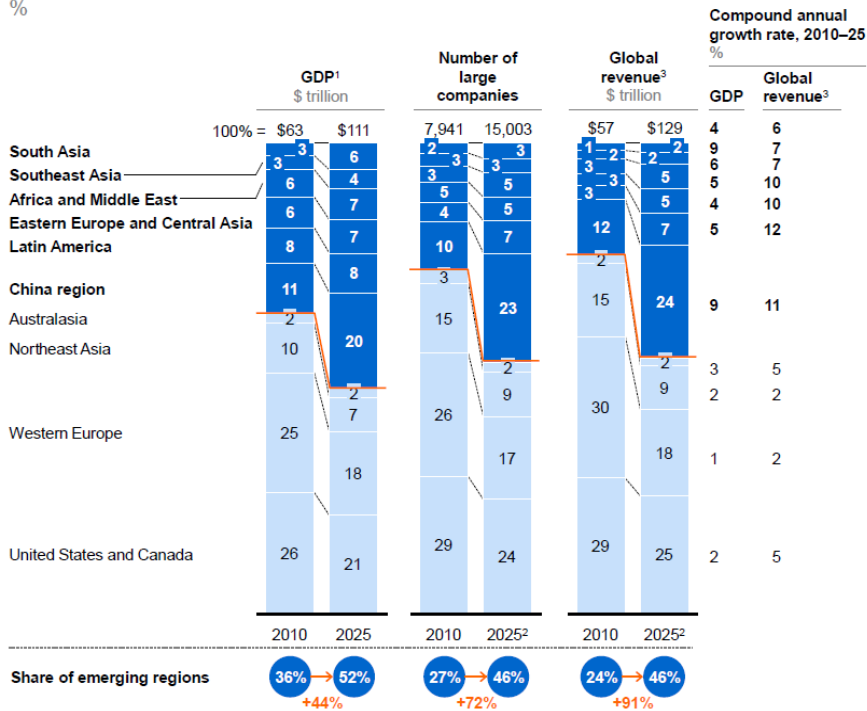 %
Compound annual
growth rate, 2010–25
%
GDP¹
$ trillion
Number of
large
companies
Global
revenue³
$ trillion
GDP
Global
revenue³
100% = $63 $111 7,941 15,003 $57 $129 4 6
South Asia 3 6 2 3 1 2 9 7
Southeast Asia 3 4 3 3 2 2 6 7
Africa and Middle East 6 7 3 5 3 5 5 10
Eastern Europe and Central Asia 6 7 5 5 3 5 4 10
Latin America 8 8 4 7 3 7 5 12
China region 11 20 10 23 12 24 9 11
Australasia 2 2 3 2 2 2 3 5
Northeast Asia 10 7 15 9 15 9 2 2
Western Europe 25 18 26 17 30 18 1 2
United States and Canada 26 21 29 24 29 25 2 5
2010 2025 2010 2025² 2010 2025²
Share of emerging regions 36% 52% 27% 46% 24% 46%
+44% +72% +91%